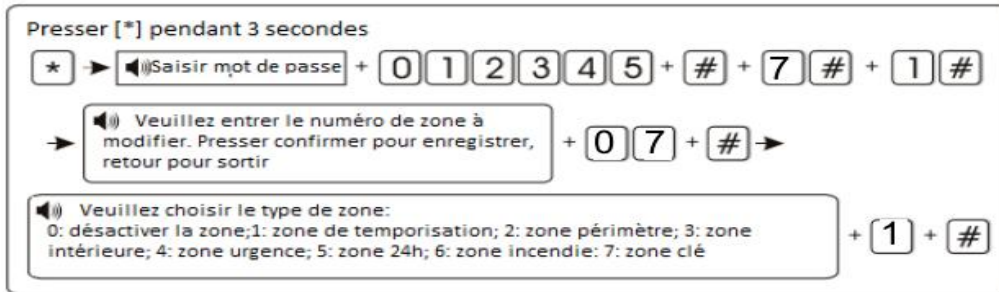 Presser [*] pendant 3 secondes
* Saisir mot de passe + 0 1 2 3 4 5 + # + 7 # + 1 #
Veuillez entrer le numéro de zone à
modifier. Presser confirmer pour enregistrer, + 0 7 + #
retour pour sortir
Veuillez choisir le type de zone:
0: désactiver la zone;1: zone de temporisation; 2: zone périmètre; 3: zone + 1 + #
intérieure; 4: zone urgence; 5: zone 24h; 6: zone incendie: 7: zone clé